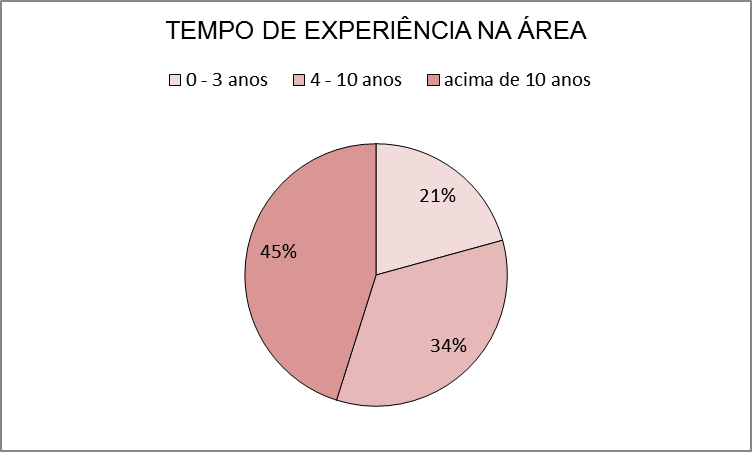 TEMPO DE EXPERIÊNCIA NA ÁREA
0 - 3 anos 4 - 10 anos acima de 10 anos
21%
45%
34%